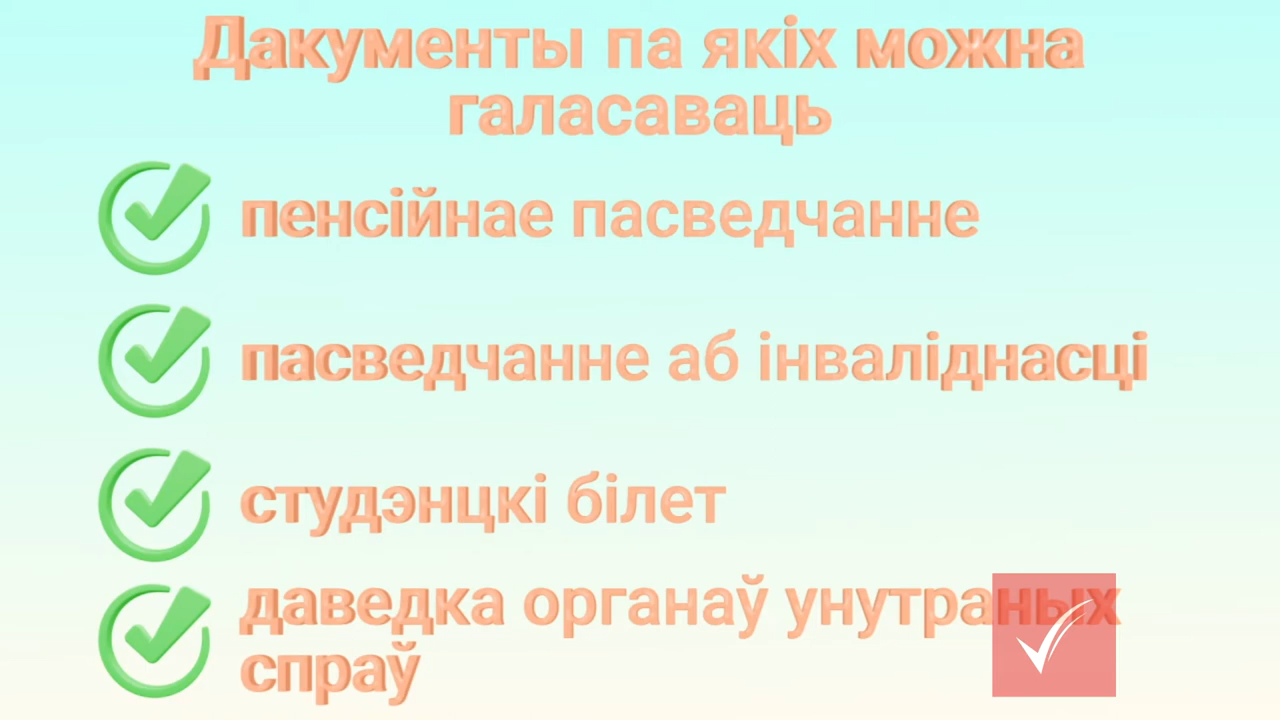 Дакументы па якіх можна
галасаваць
пенсійнае пасведчанне
пасведчанне аб інваліднасці
студэнцкі білет
даведка органаў унутраных
спраў